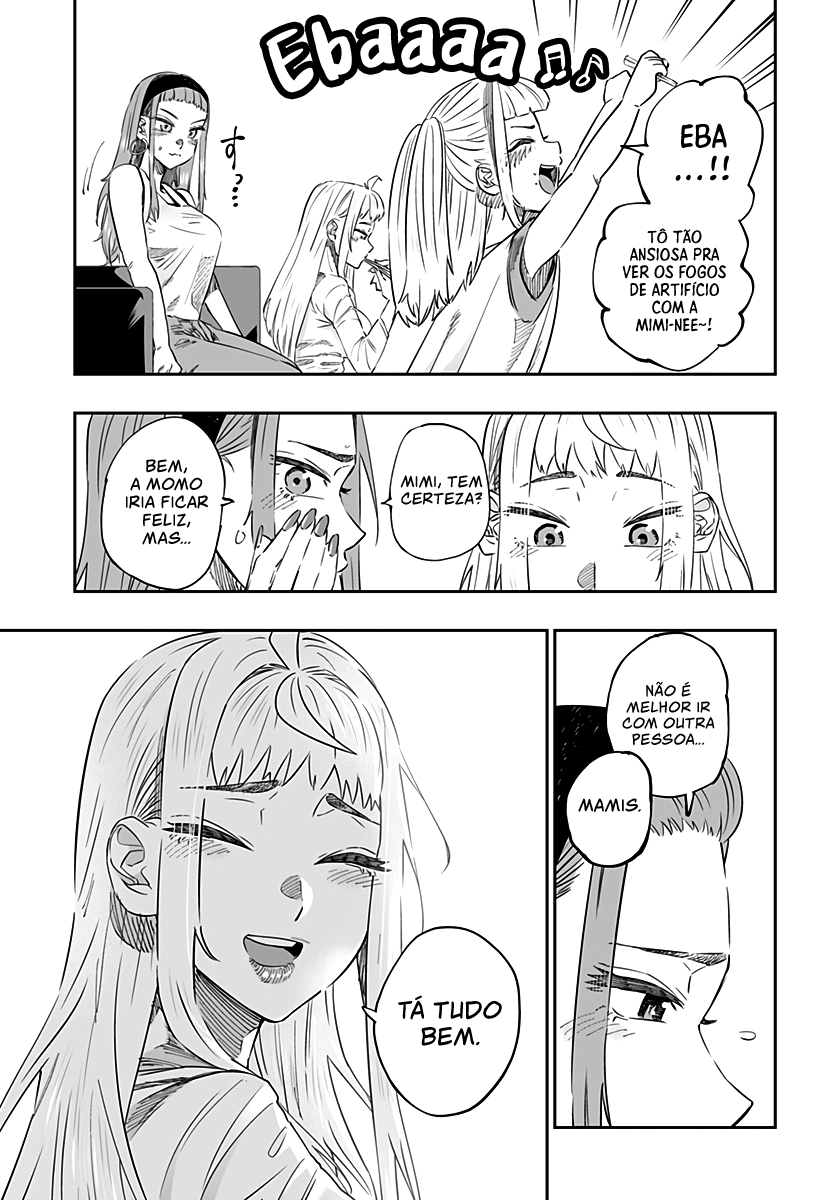 Ebaaaa
EBA
...!!
TÔ TÃO
ANSIOSA PRA
VER OS FOGOS
DE ARTIFÍCIO
COM A
MIMI-NEE~!
す…
MIMI, TEM
CERTEZA?
BEM,
A MOMO
IRIA FICAR
FELIZ,
MAS...
NÃO É
MELHOR IR
COM OUTRA
PESSOA...
MAMIS.
TÁ TUDO
BEM.